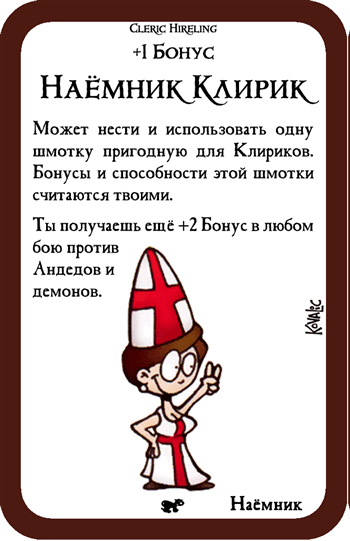 Cleric Hireling
+1 Бонус
Наёмник Клирик
Может нести и использовать одну
шмотку пригодную для Клириков.
Бонусы и способности этой шмотки
считаются твоими.
Ты получаешь ещё +2 Бонус в любом
бою против
Андедов и
демонов.
Kovalic
Наёмник